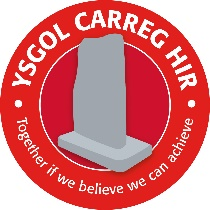 YSGOL CARREG HIR
Together if we believe we can achieve